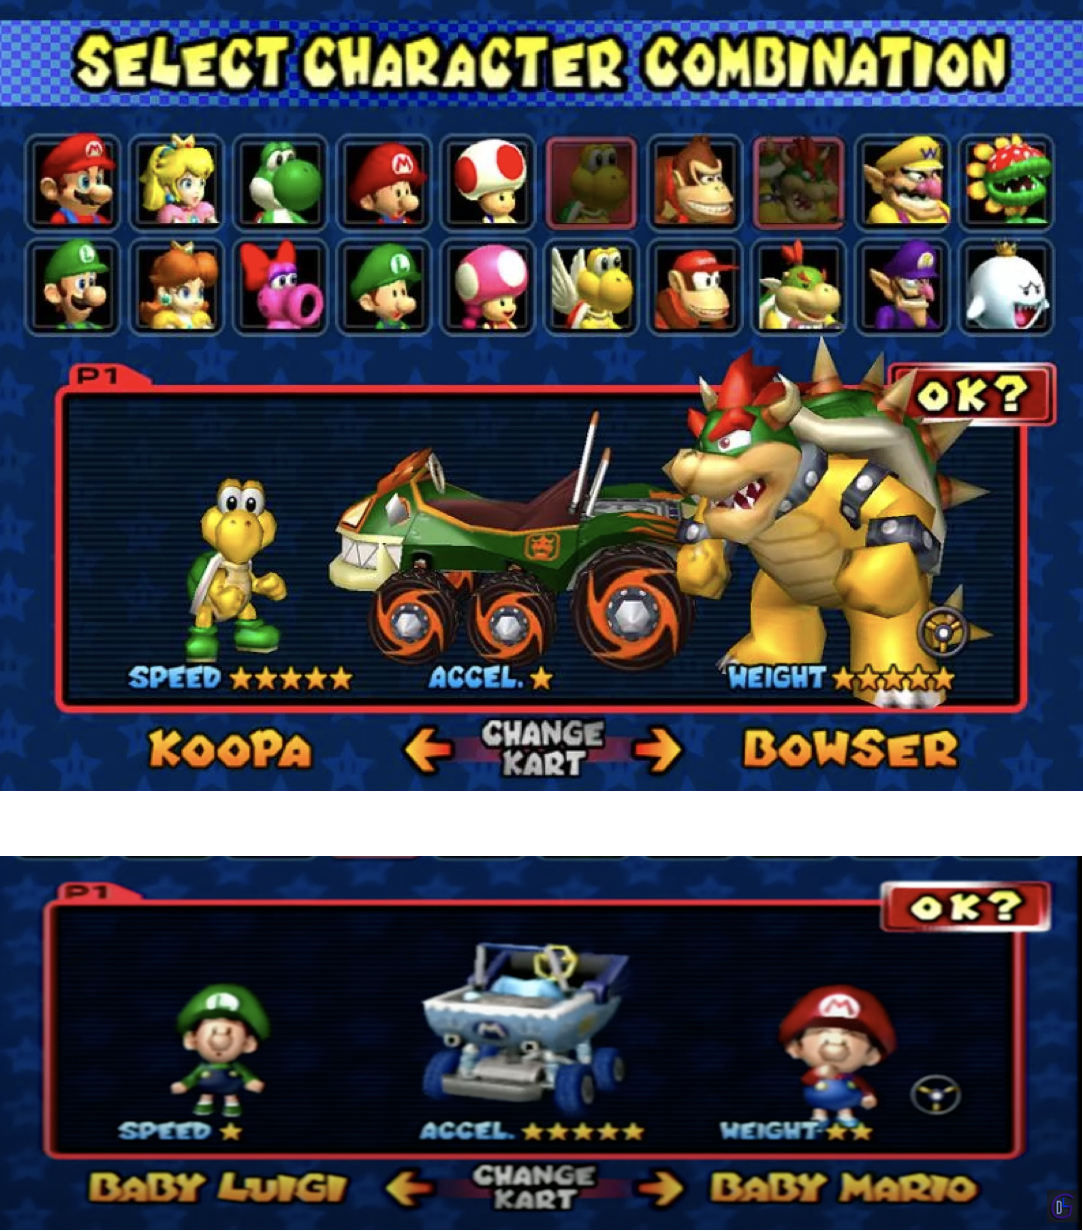 SELECT CHARACTER COMBINATION
P1
OK?
SPEED ★★★★★ ACCEL. ★ WEIGHT ★★★★★
KOOPA CHANGE KART BOWSER
P1
OK?
SPEED ★ ACCEL. ★★★★★ WEIGHT ★★
BABY LUIGI CHANGE KART BABY MARIO